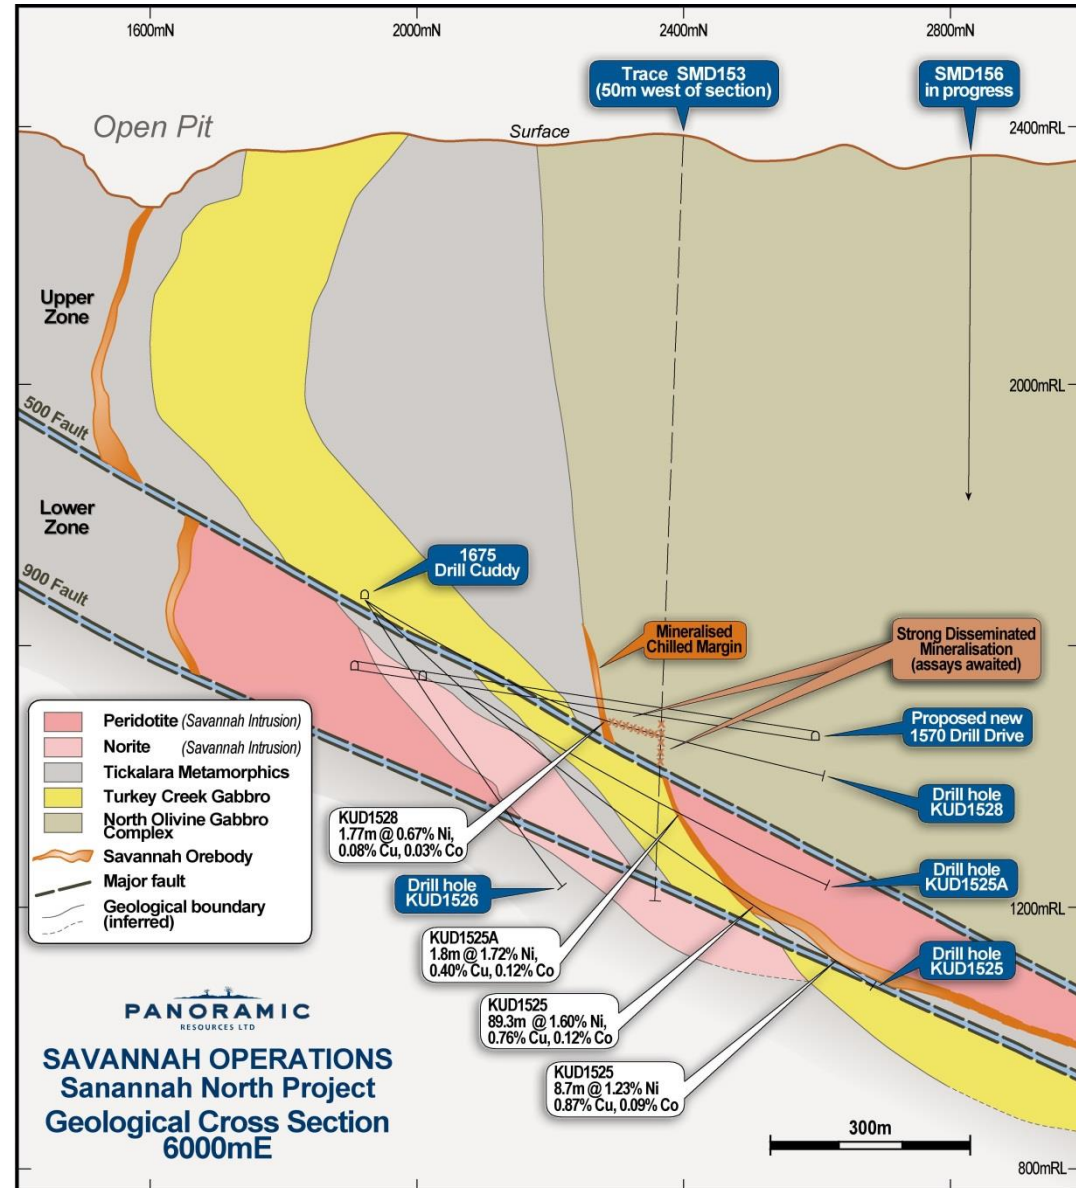 1600mN
2000mN
2400mN
2800mN
Trace SMD153
(50m west of section)
SMD156
in progress
Open Pit
Surface
2400mRL
Upper
Zone
2000mRL
500 Fault
Lower
Zone
900 Fault
1675
Drill Cuddy
Mineralised
Chilled Margin
Strong Disseminated
Mineralisation
(assays awaited)
Proposed new
1570 Drill Drive
Drill hole
KUD1528
Peridotite (Savannah Intrusion)
Norite (Savannah Intrusion)
Tickalara Metamorphics
Turkey Creek Gabbro
North Olivine Gabbro
Complex
Savannah Orebody
Major fault
Geological boundary
(inferred)
KUD1528
1.77m @ 0.67% Ni,
0.08% Cu, 0.03% Co
Drill hole
KUD1526
Drill hole
KUD1525A
1200mRL
KUD1525A
1.8m @ 1.72% Ni,
0.40% Cu, 0.12% Co
Drill hole
KUD1525
KUD1525
89.3m @ 1.60% Ni,
0.76% Cu, 0.12% Co
KUD1525
8.7m @ 1.23% Ni
0.87% Cu, 0.09% Co
PANORAMIC
RESOURCES LTD
SAVANNAH OPERATIONS
Sanannah North Project
Geological Cross Section
6000mE
300m
800mRL